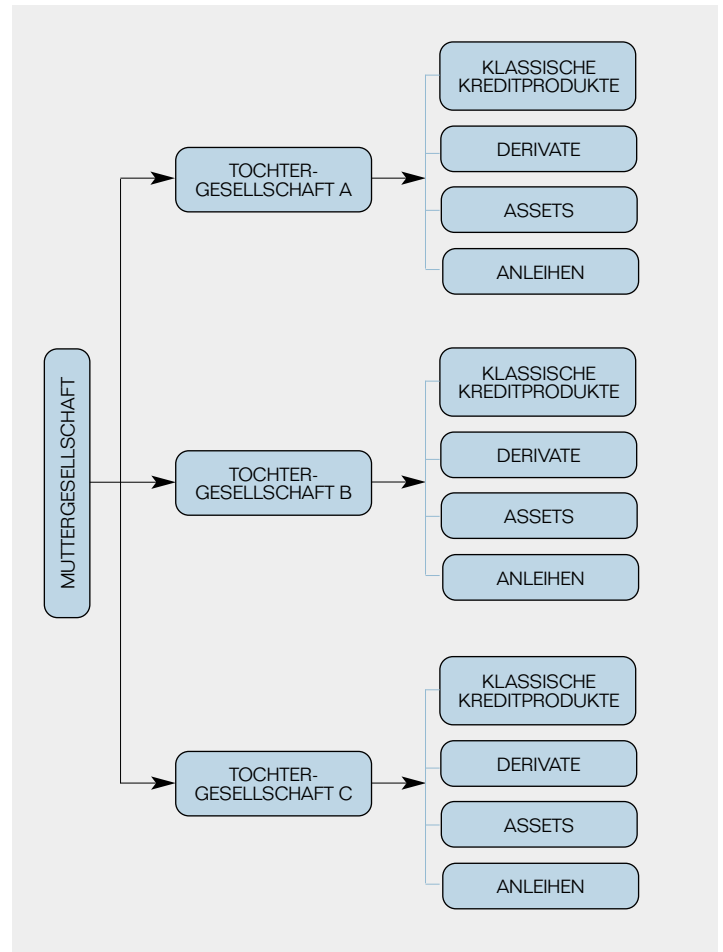 MUTTERGESELLSCHAFT
TOCHTER-
GESELLSCHAFT A
KLASSISCHE
KREDITPRODUKTE
DERIVATE
ASSETS
ANLEIHEN
TOCHTER-
GESELLSCHAFT B
KLASSISCHE
KREDITPRODUKTE
DERIVATE
ASSETS
ANLEIHEN
TOCHTER-
GESELLSCHAFT C
KLASSISCHE
KREDITPRODUKTE
DERIVATE
ASSETS
ANLEIHEN